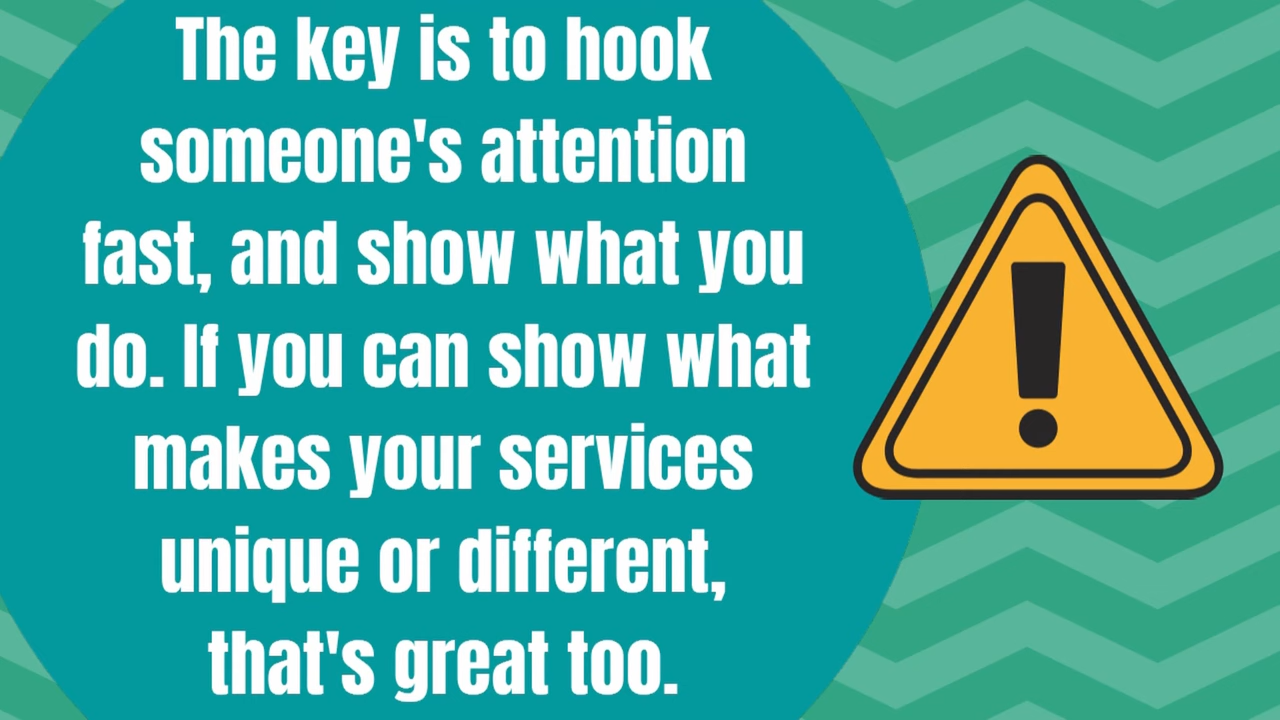 The key is to hook
someone's attention
fast, and show what you
do. If you can show what
makes your services
unique or different,
that's great too.
!